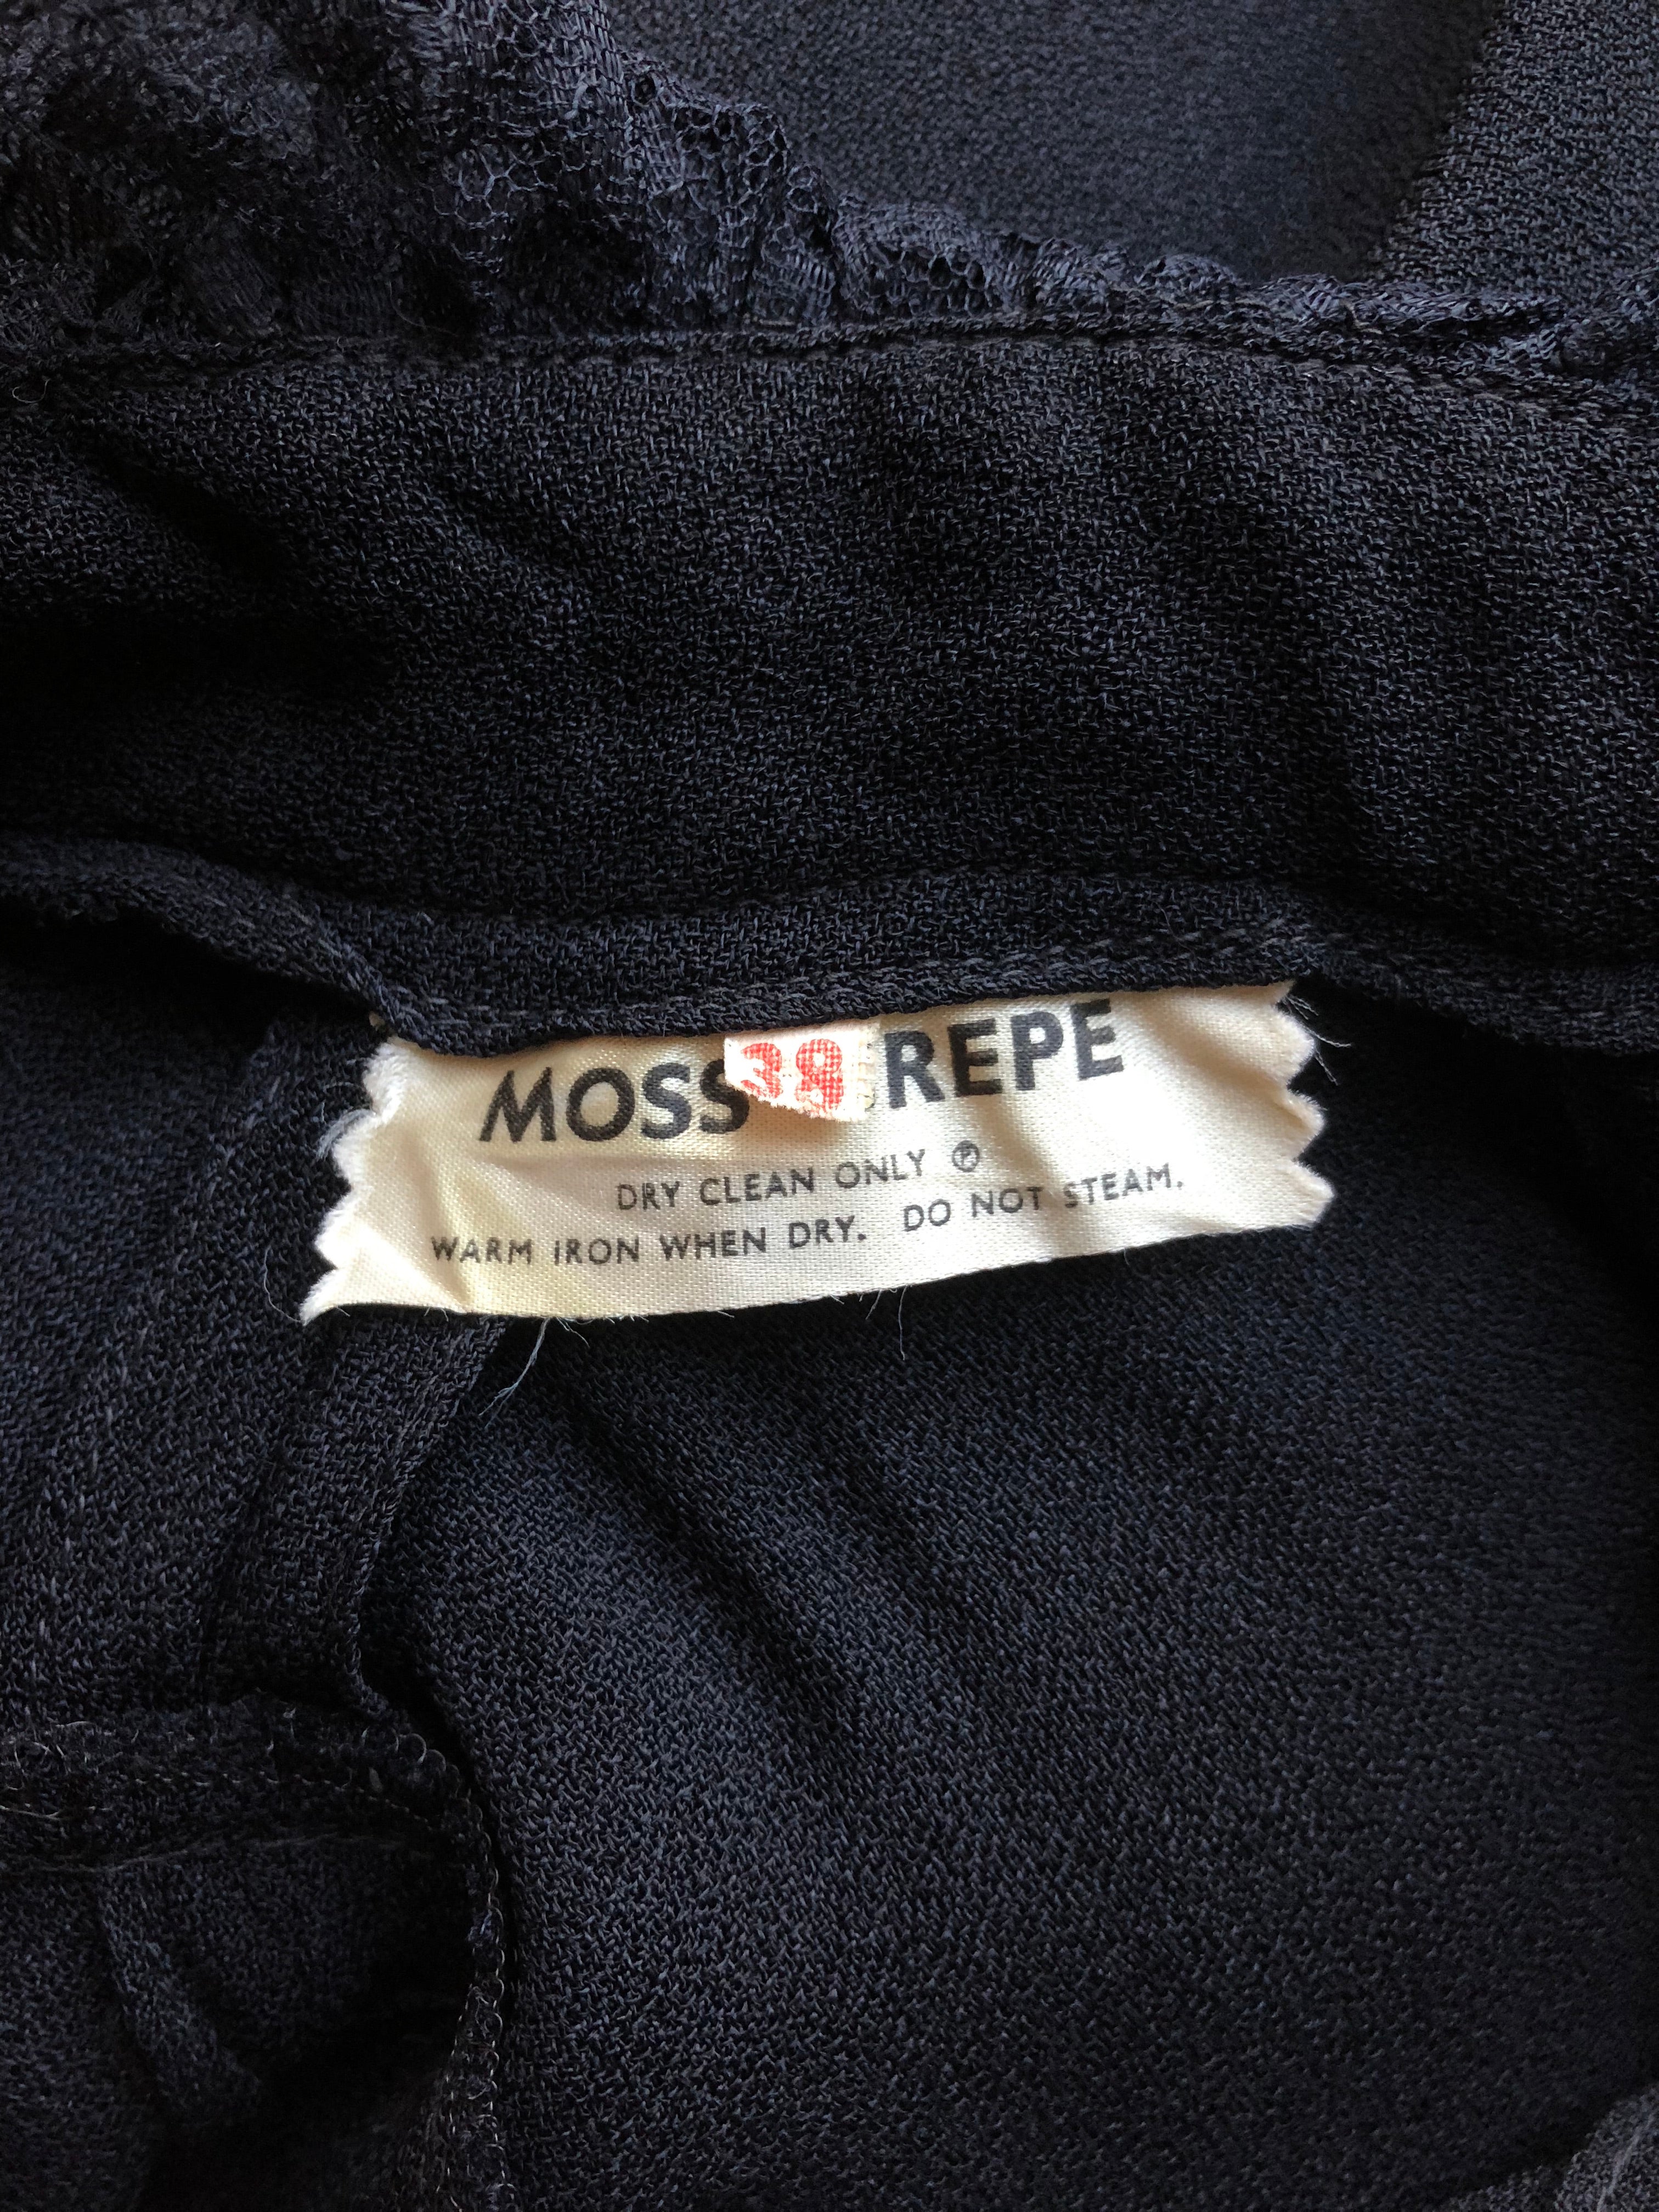 MOSS 38 REPE
DRY CLEAN ONLY Ⓟ
WARM IRON WHEN DRY. DO NOT STEAM.